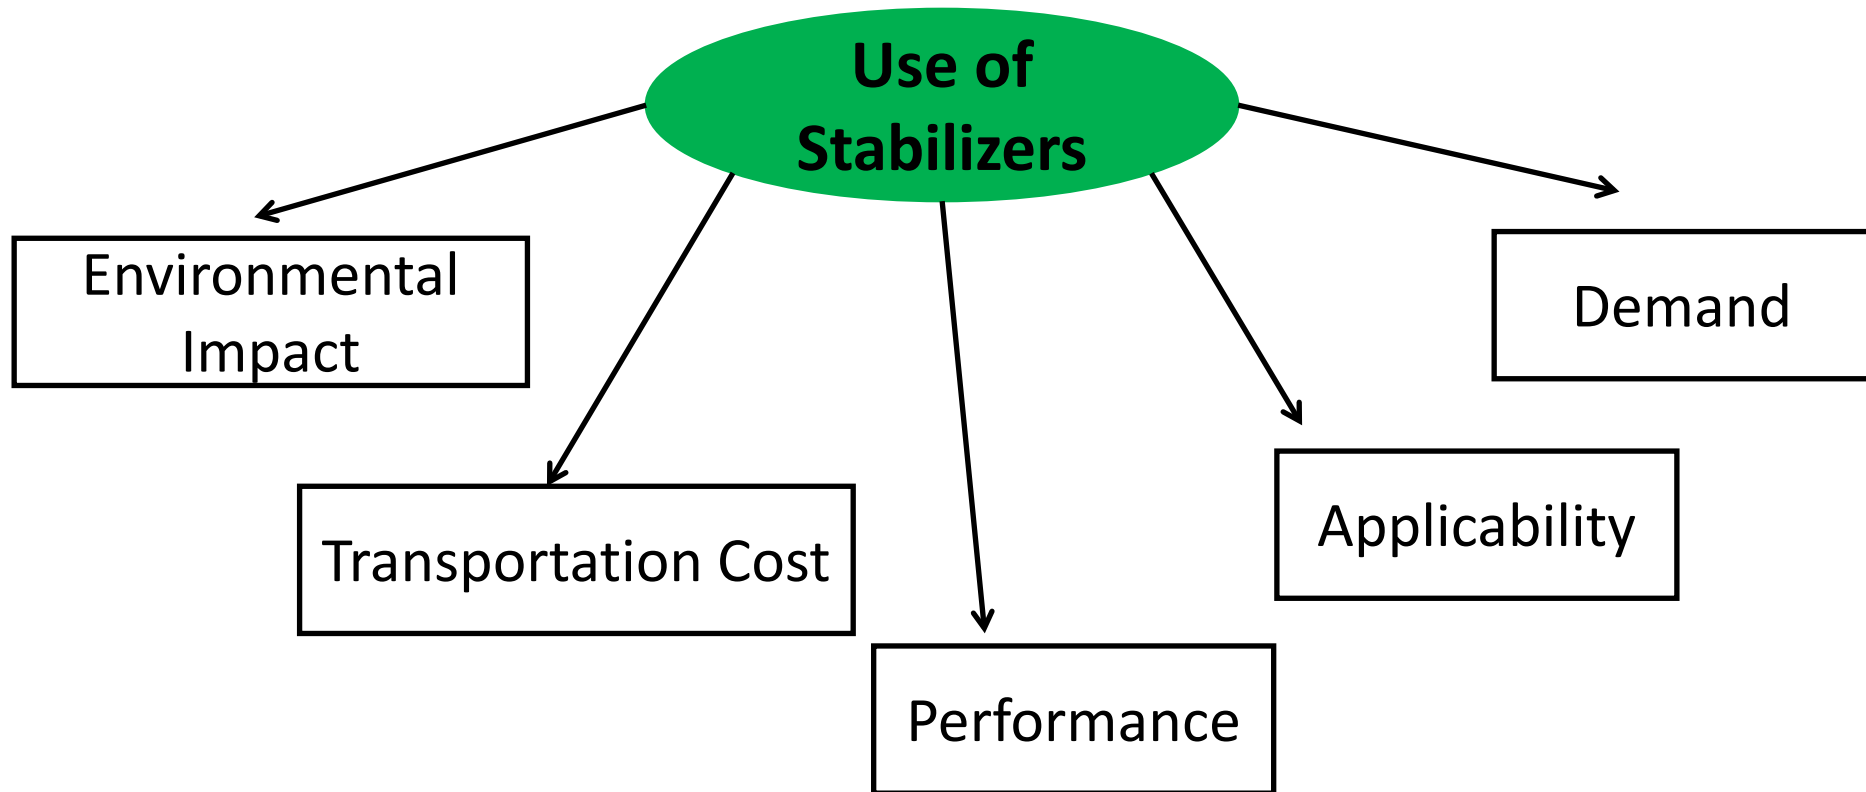 Use of
Stabilizers
Environmental
Impact
Transportation Cost
Performance
Applicability
Demand